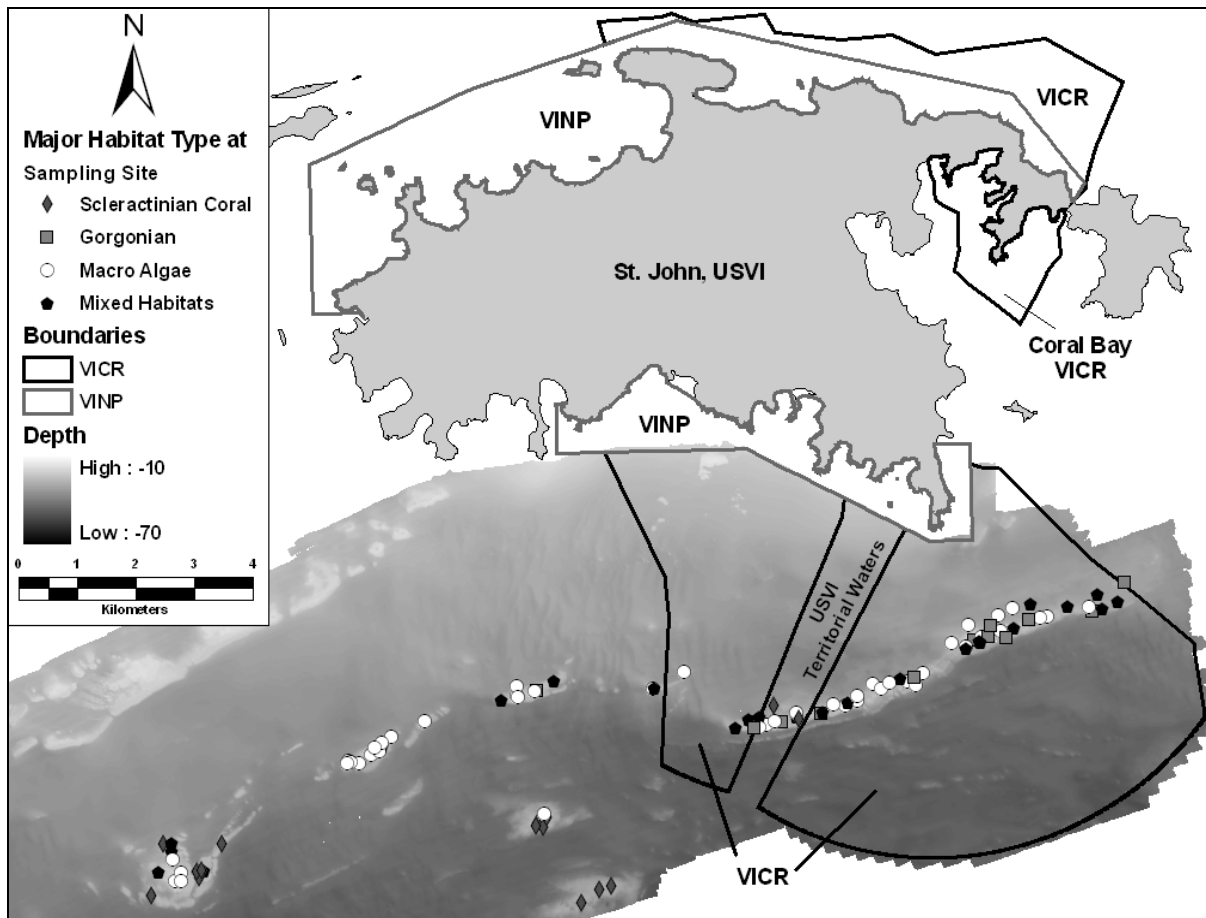 N
Major Habitat Type at
Sampling Site
Scleractinian Coral
Gorgonian
Macro Algae
Mixed Habitats
Boundaries
VICR
VINP
Depth
High : -10
Low : -70
0 1 2 3 4
Kilometers
VICR
VINP
St. John, USVI
Coral Bay
VICR
VINP
USVI
Territorial Waters
VICR